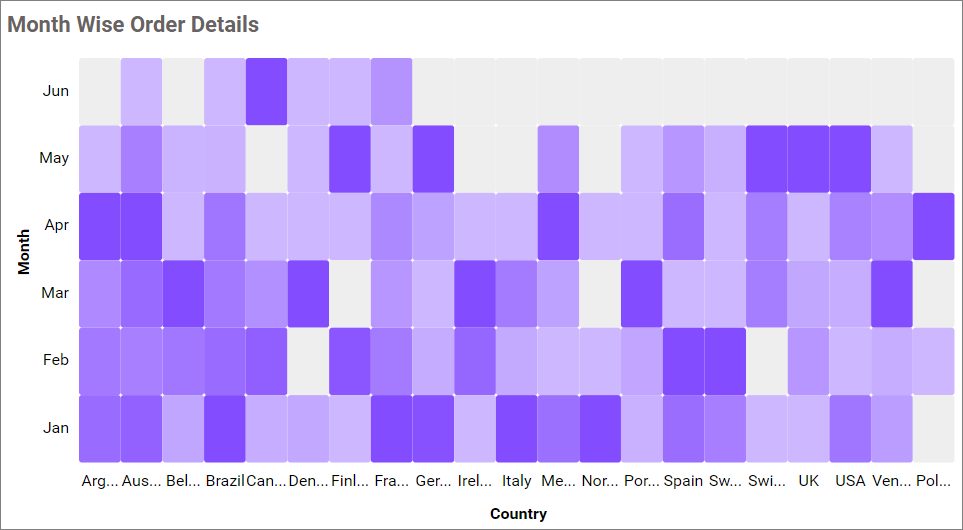 Month Wise Order Details
Jun
May
Apr
Mar
Feb
Jan
Month
Arg... Aus... Bel... Brazil Can... Den... Finl... Fra... Ger... Irel... Italy Me... Nor... Por... Spain Sw... Swi... UK USA Ven... Pol...
Country